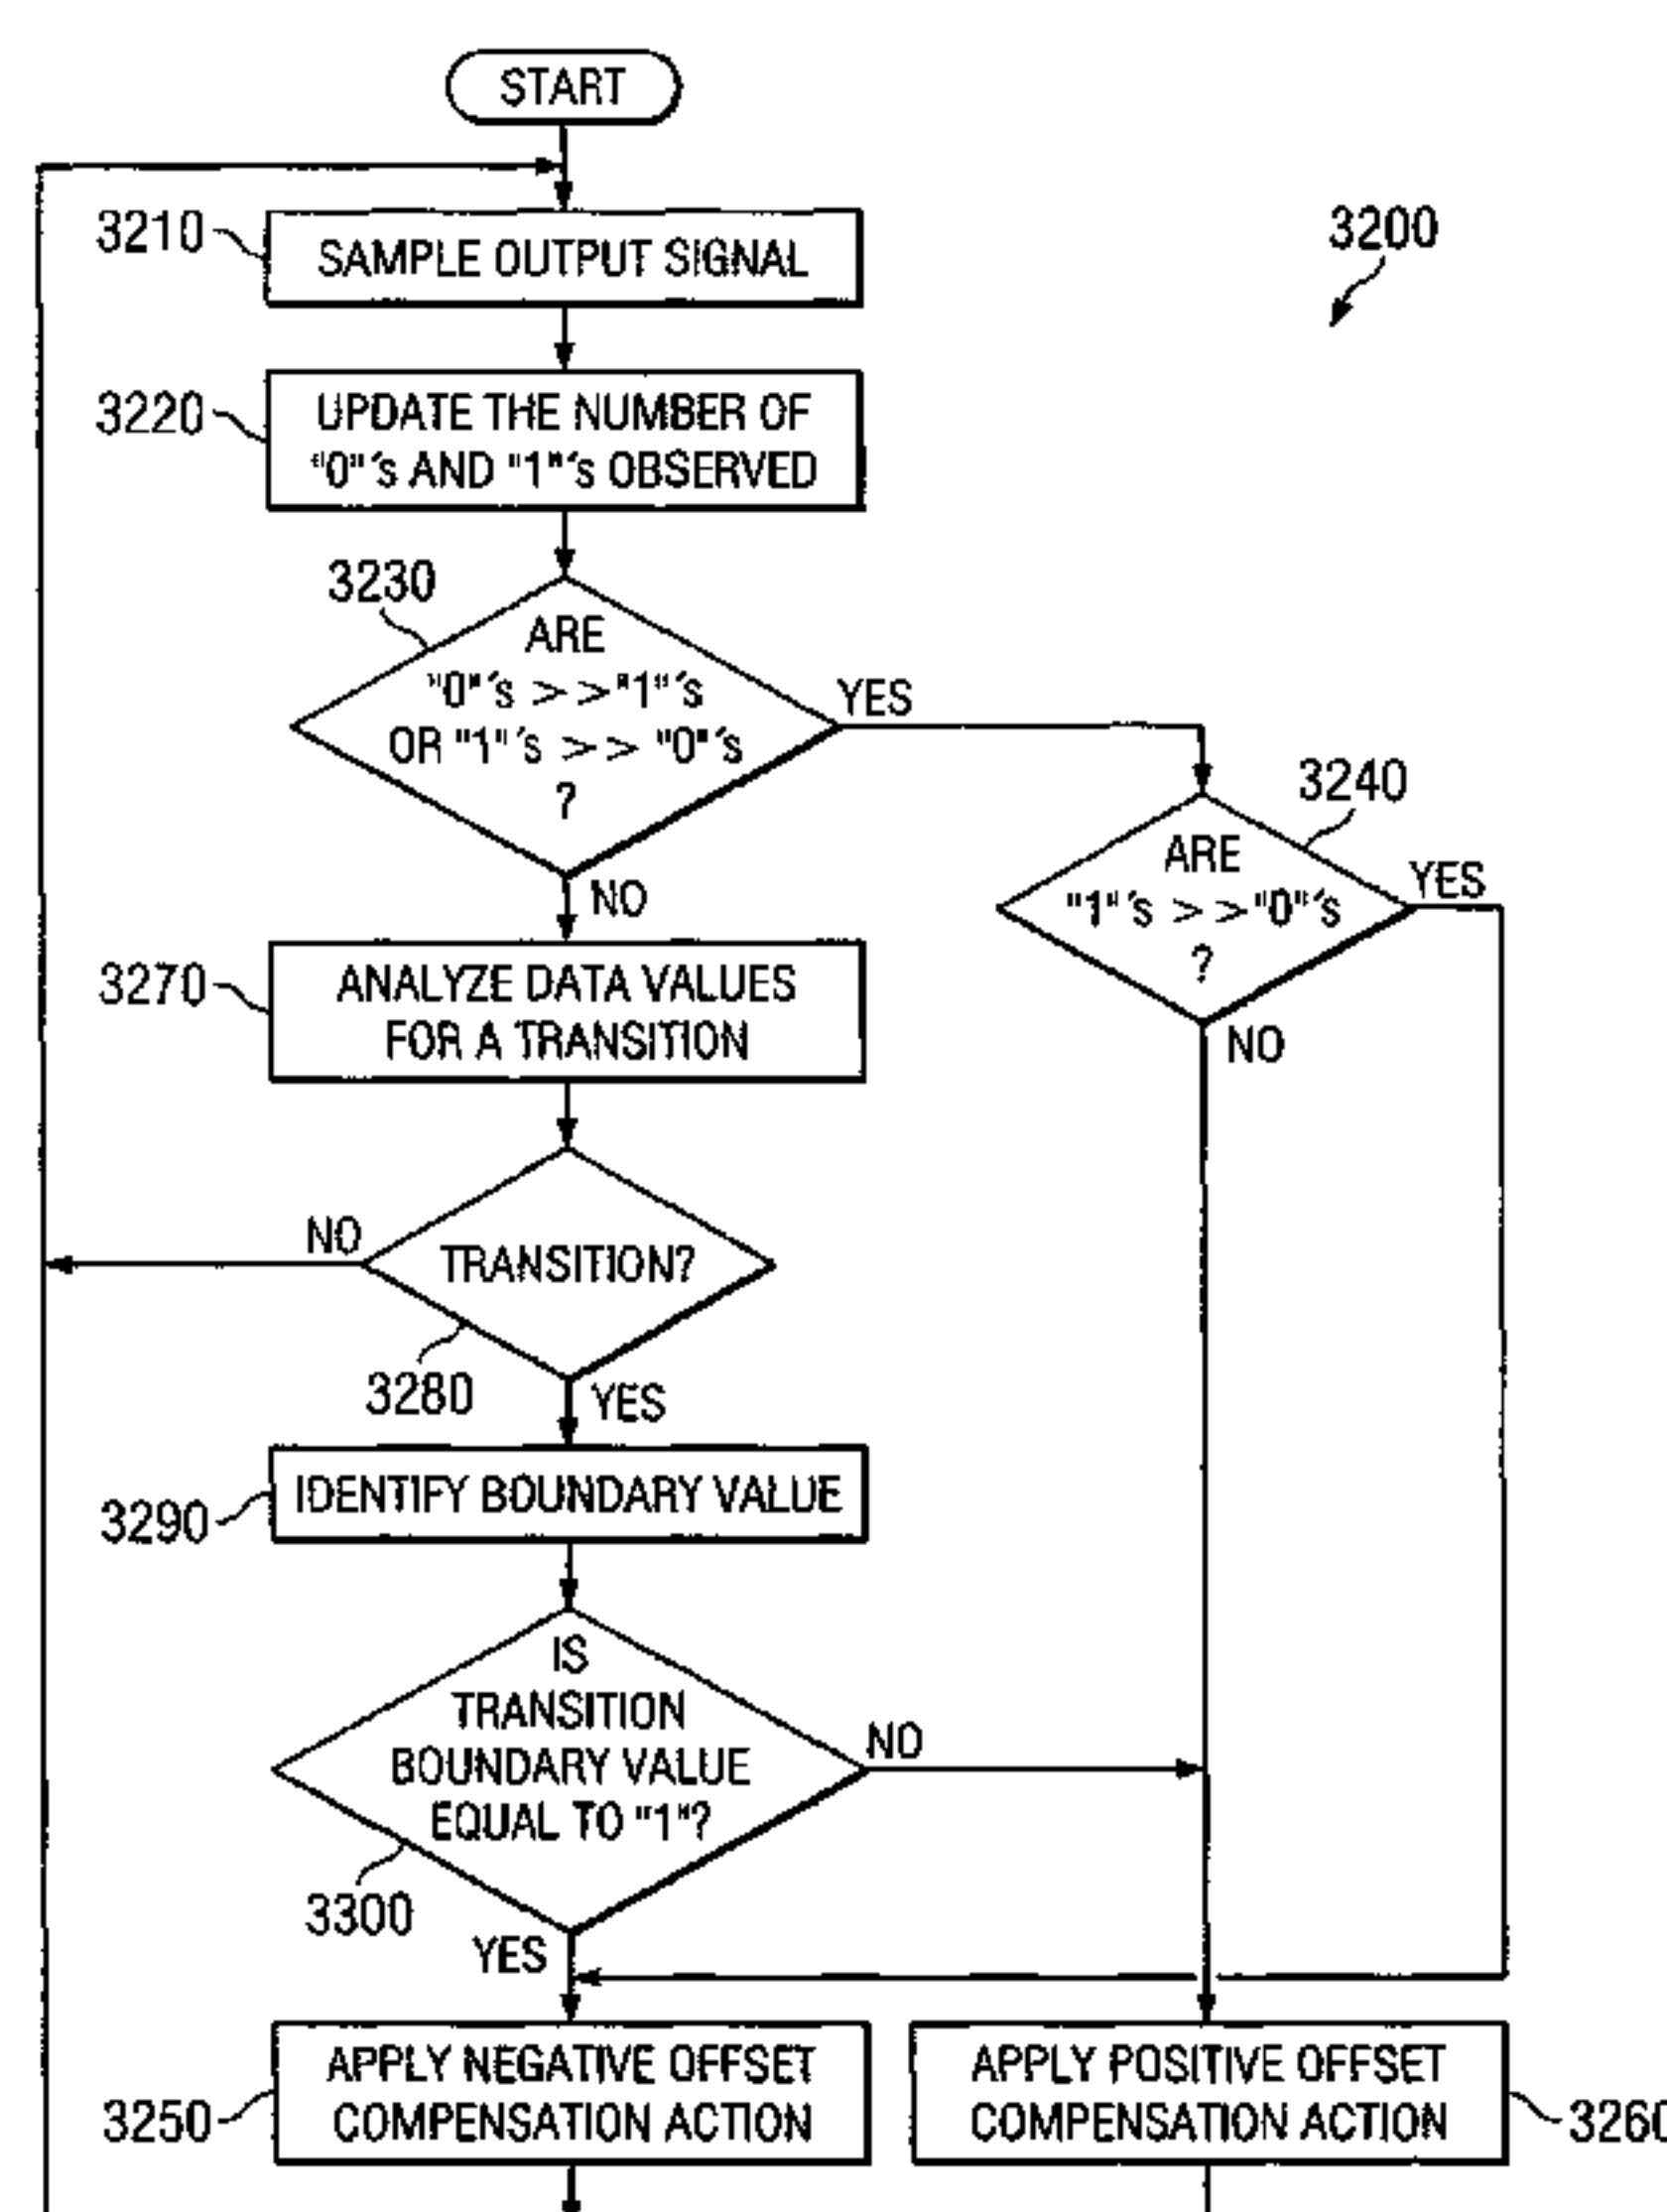 START
3210
SAMPLE OUTPUT SIGNAL
3200
3220
UPDATE THE NUMBER OF
"0"'s AND "1"'s OBSERVED
3230
ARE
"0"'s >> "1"'s
OR "1"'s >> "0"'s
?
YES
NO
3240
ARE
"1"'s >> "0"'s
?
YES
NO
3270
ANALYZE DATA VALUES
FOR A TRANSITION
TRANSITION?
NO
3280
YES
3290
IDENTIFY BOUNDARY VALUE
IS
TRANSITION
BOUNDARY VALUE
EQUAL TO "1"?
NO
3300
YES
3250
APPLY NEGATIVE OFFSET
COMPENSATION ACTION
APPLY POSITIVE OFFSET
COMPENSATION ACTION
3260